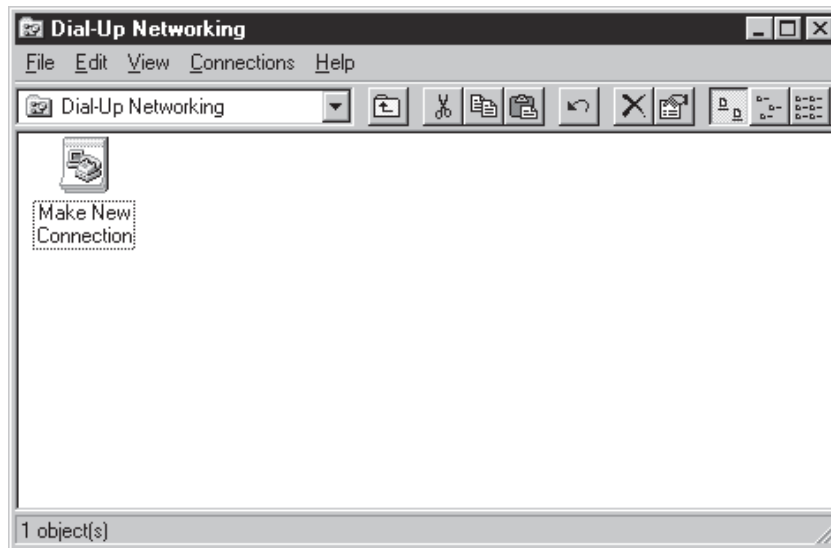 Dial-Up Networking
File Edit View Connections Help
Dial-Up Networking
Make New
Connection
1 object(s)